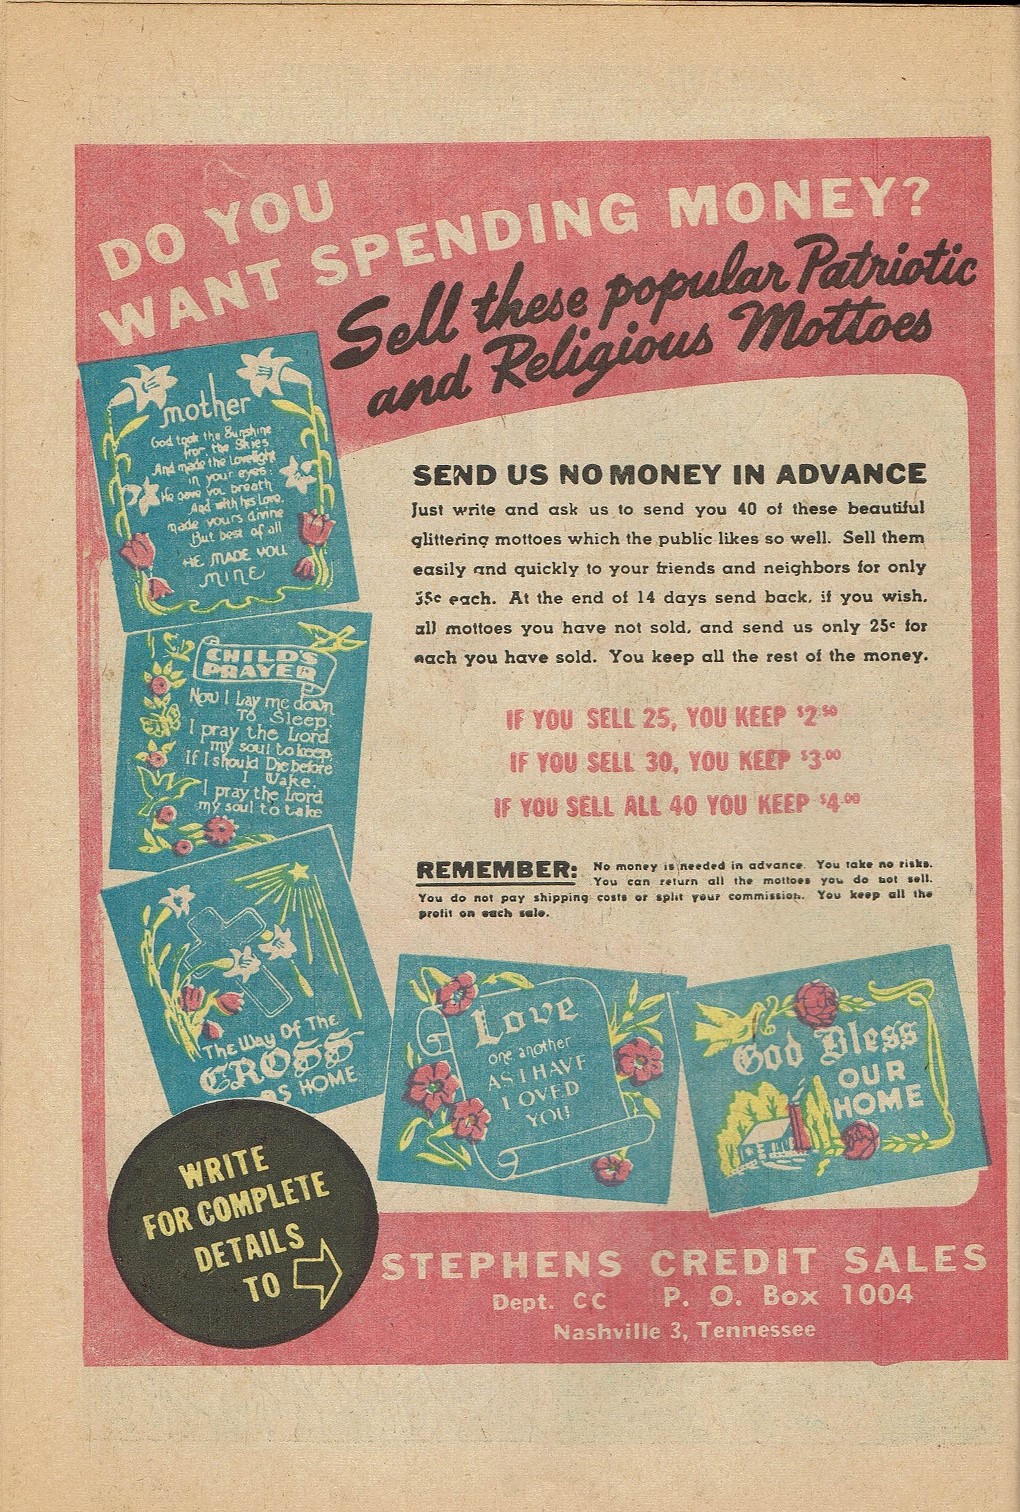 DO YOU
WANT SPENDING MONEY?
Sell these popular Patriotic
and Religious Mottoes
mother
God took the Sunshine
from the Skies
And made the Lovelight
in your eyes:
He gave you breath
And with his Love,
made yours divine
But best of all
HE MADE YOU
MINE
CHILD'S
PRAYER
Now I Lay me down
To Sleep,
I pray the Lord
my soul to keep,
If I should Die before
I Wake,
I pray the Lord
my soul to take
The Way Of The
CROSS
AS HOME
SEND US NO MONEY IN ADVANCE
Just write and ask us to send you 40 of these beautiful
glittering mottoes which the public likes so well. Sell them
easily and quickly to your friends and neighbors for only
35c each. At the end of 14 days send back, if you wish,
all mottoes you have not sold, and send us only 25c for
each you have sold. You keep all the rest of the money.
IF YOU SELL 25, YOU KEEP $2.50
IF YOU SELL 30, YOU KEEP $3.00
IF YOU SELL ALL 40 YOU KEEP $4.00
REMEMBER: No money is needed in advance. You take no risks.
You can return all the mottoes you do not sell.
You do not pay shipping costs or split your commission. You keep all the
profit on each sale.
Love
one another
AS I HAVE
LOVED
YOU
God Bless
OUR
HOME
WRITE
FOR COMPLETE
DETAILS
TO
STEPHENS CREDIT SALES
Dept. CC P. O. Box 1004
Nashville 3, Tennessee